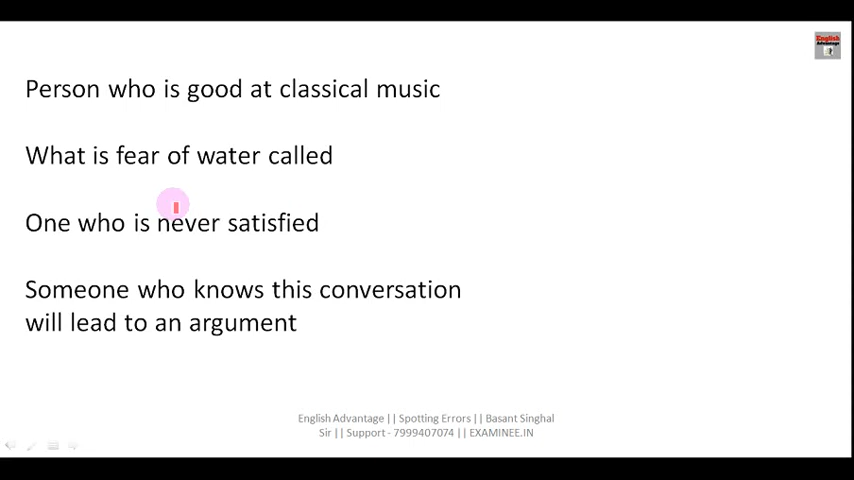 English
Advantage
Person who is good at classical music
What is fear of water called
One who is never satisfied
Someone who knows this conversation
will lead to an argument
English Advantage || Spotting Errors || Basant Singhal
Sir || Support - 7999407074 || EXAMINEE.IN